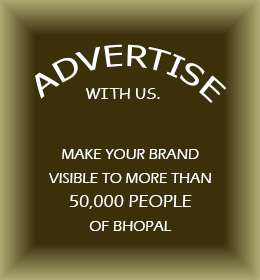 ADVERTISE
WITH US.
MAKE YOUR BRAND
VISIBLE TO MORE THAN
50,000 PEOPLE
OF BHOPAL